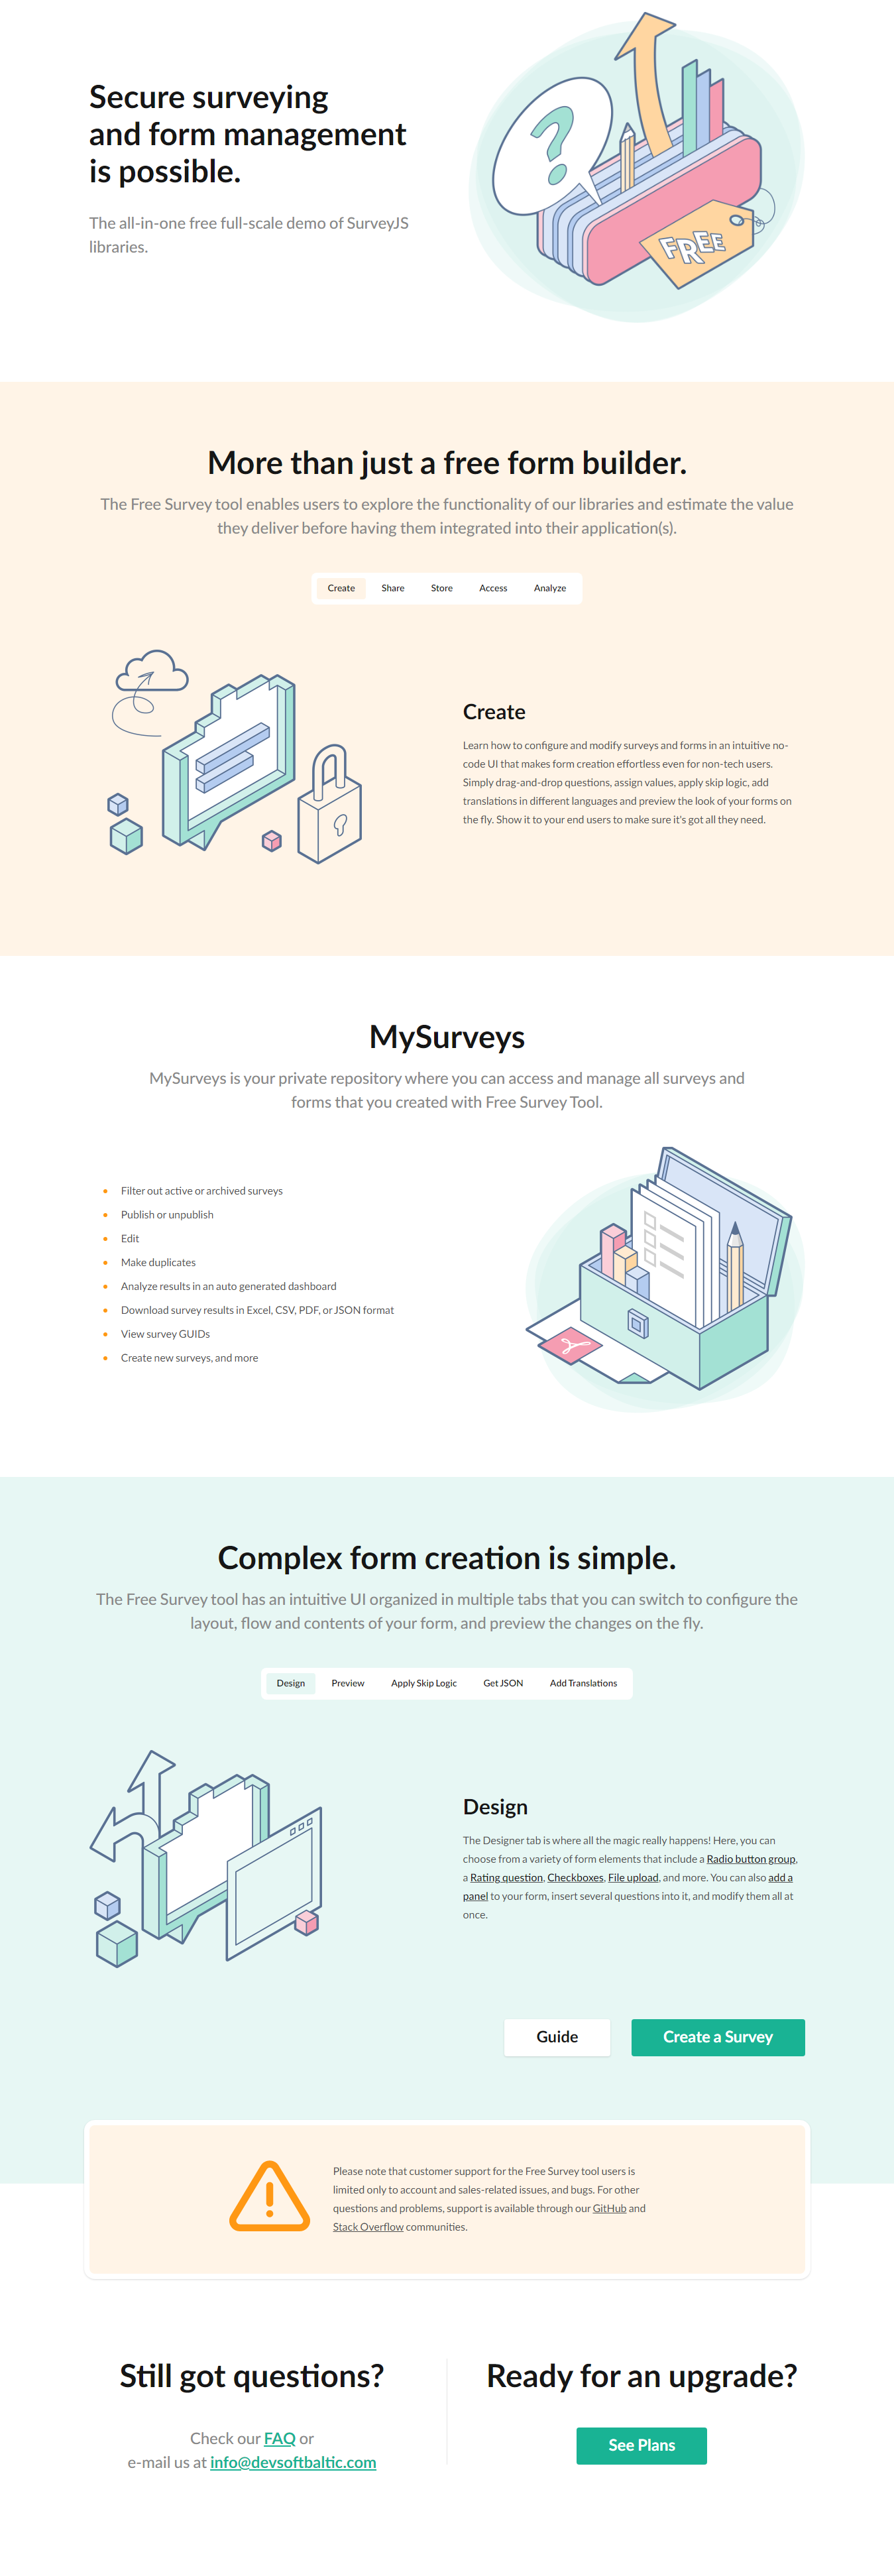 Secure surveying
and form management
is possible.
The all-in-one free full-scale demo of SurveyJS
libraries.
?
FREE
More than just a free form builder.
The Free Survey tool enables users to explore the functionality of our libraries and estimate the value
they deliver before having them integrated into their application(s).
Create Share Store Access Analyze
Create
Learn how to configure and modify surveys and forms in an intuitive no-
code UI that makes form creation effortless even for non-tech users.
Simply drag-and-drop questions, assign values, apply skip logic, add
translations in different languages and preview the look of your forms on
the fly. Show it to your end users to make sure it's got all they need.
MySurveys
MySurveys is your private repository where you can access and manage all surveys and
forms that you created with Free Survey Tool.
Filter out active or archived surveys
Publish or unpublish
Edit
Make duplicates
Analyze results in an auto generated dashboard
Download survey results in Excel, CSV, PDF, or JSON format
View survey GUIDs
Create new surveys, and more
Complex form creation is simple.
The Free Survey tool has an intuitive UI organized in multiple tabs that you can switch to configure the
layout, flow and contents of your form, and preview the changes on the fly.
Design Preview Apply Skip Logic Get JSON Add Translations
Design
The Designer tab is where all the magic really happens! Here, you can
choose from a variety of form elements that include a Radio button group,
a Rating question, Checkboxes, File upload, and more. You can also add a
panel to your form, insert several questions into it, and modify them all at
once.
Guide Create a Survey
Please note that customer support for the Free Survey tool users is
limited only to account and sales-related issues, and bugs. For other
questions and problems, support is available through our GitHub and
Stack Overflow communities.
Still got questions?
Check our FAQ or
e-mail us at info@devsoftbaltic.com
Ready for an upgrade?
See Plans